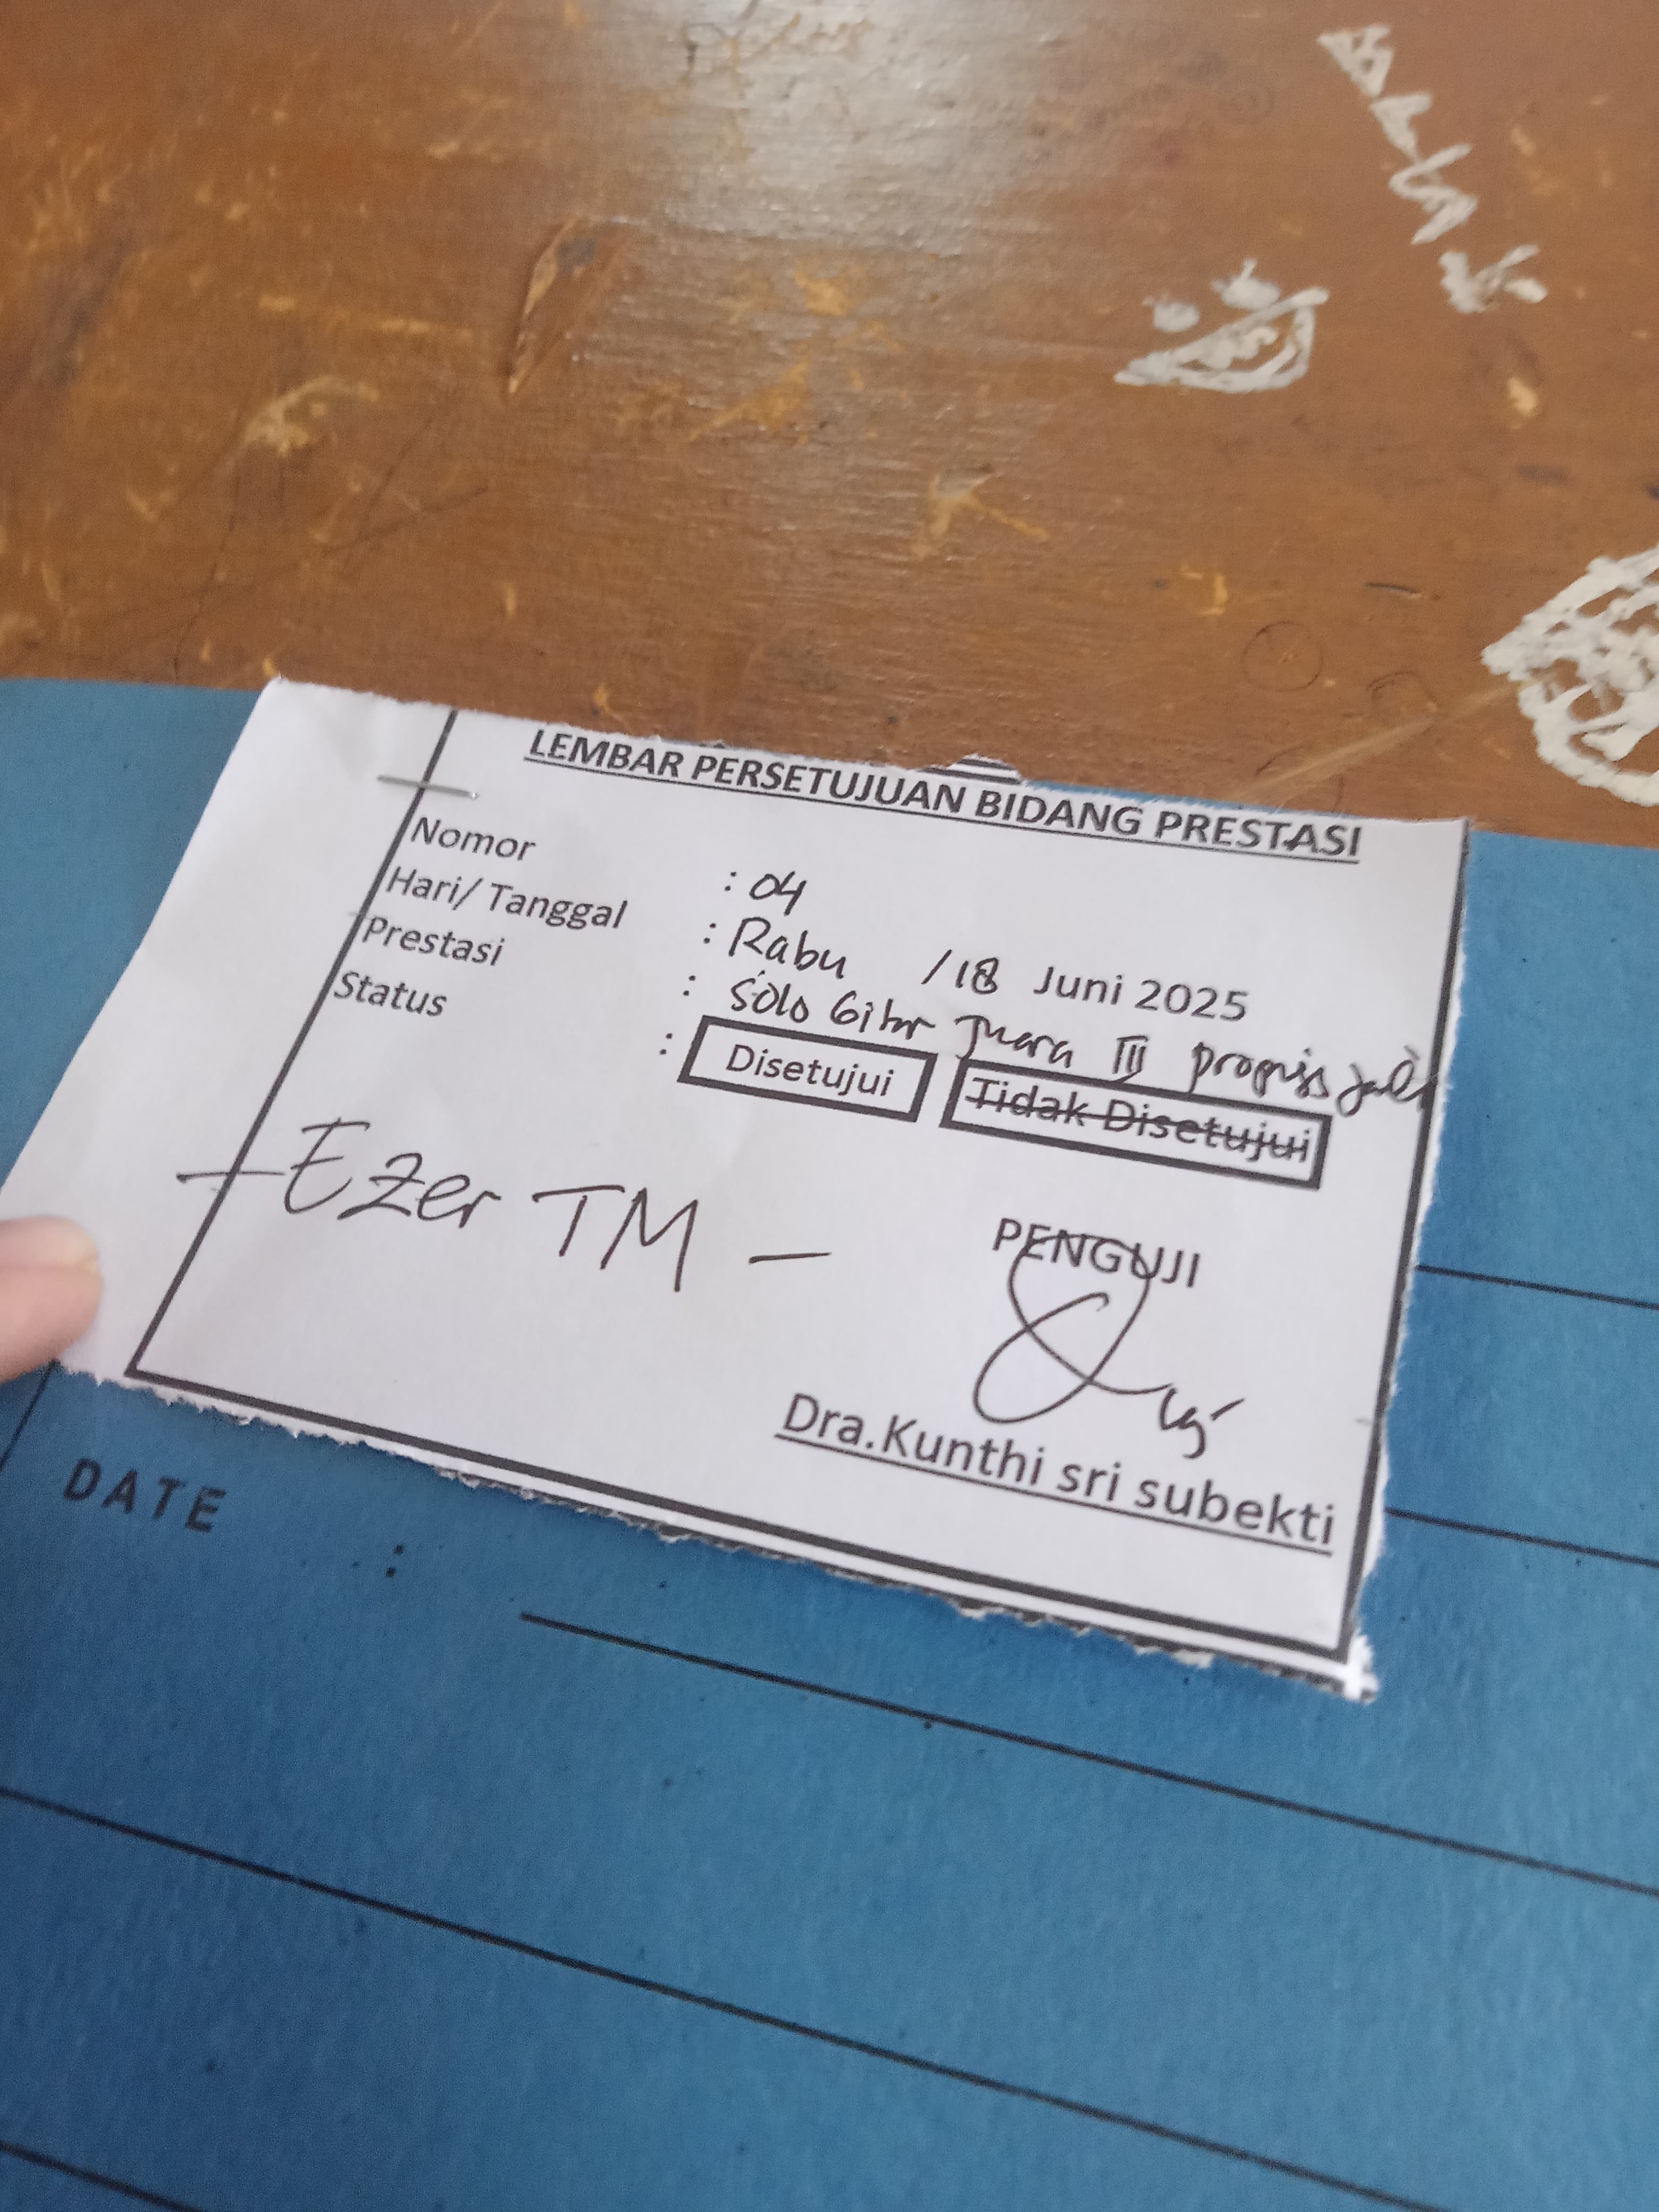 LEMBAR PERSETUJUAN BIDANG PRESTASI
Nomor : 04
Hari/ Tanggal : Rabu / 18 Juni 2025
Prestasi : Solo Gitar Juara III
Status : Disetujui Tidak Disetujui
Ezer TM -
PENGUJI
Dra.Kunthi sri subekti
DATE :